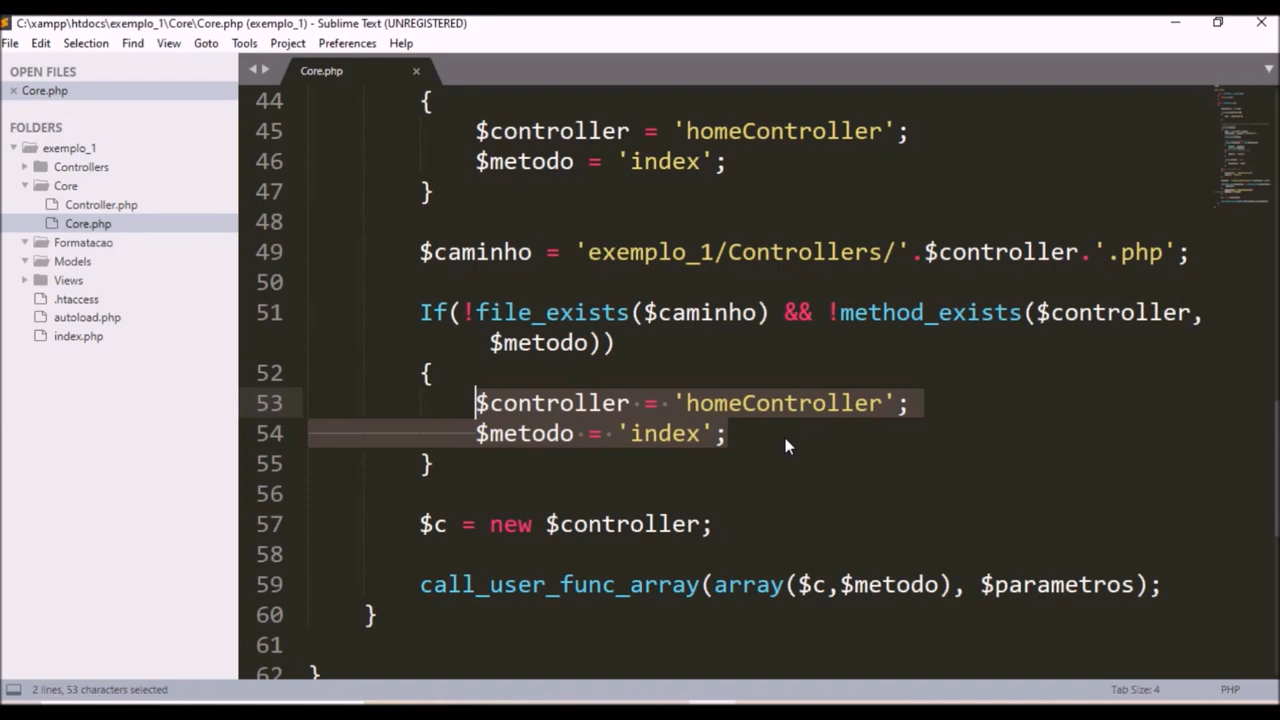 C:\xampp\htdocs\exemplo_1\Core\Core.php (exemplo_1) - Sublime Text (UNREGISTERED)
File Edit Selection Find View Goto Tools Project Preferences Help
OPEN FILES
Core.php
FOLDERS
exemplo_1
Controllers
Core
Controller.php
Core.php
Formatacao
Models
Views
.htaccess
autoload.php
index.php
Core.php
44 {
45 $controller = 'homeController';
46 $metodo = 'index';
47 }
48
49 $caminho = 'exemplo_1/Controllers/'.$controller.'.php';
50
51 If(!file_exists($caminho) && !method_exists($controller,
$metodo))
52 {
53 $controller = 'homeController';
54 $metodo = 'index';
55 }
56
57 $c = new $controller;
58
59 call_user_func_array(array($c,$metodo), $parametros);
60 }
61
62 }
2 lines, 53 characters selected
Tab Size: 4
PHP